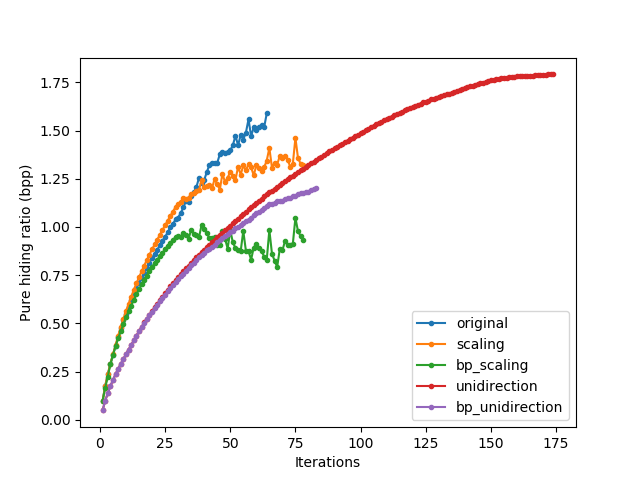 1.75
1.50
1.25
1.00
0.75
0.50
0.25
0.00
Pure hiding ratio (bpp)
original
scaling
bp_scaling
unidirection
bp_unidirection
0 25 50 75 100 125 150 175
Iterations